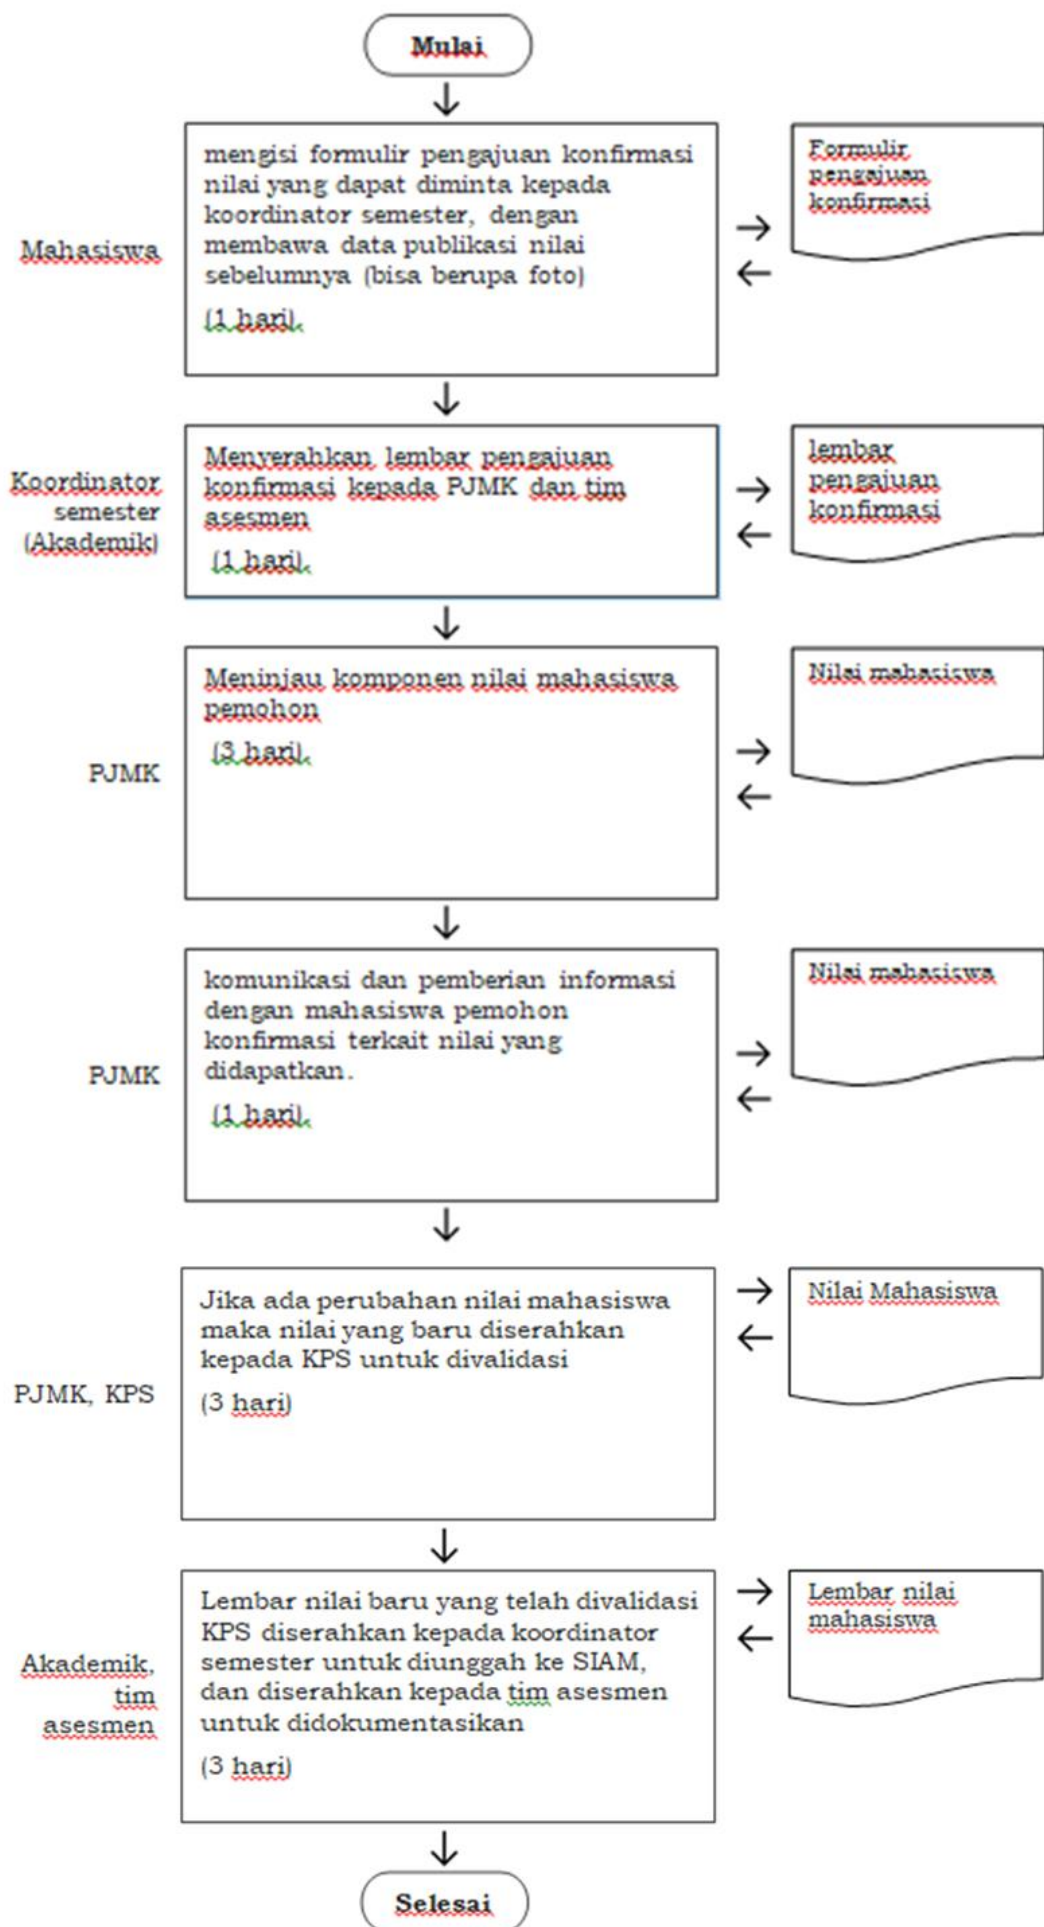 Mulai
mengisi formulir pengajuan konfirmasi
nilai yang dapat diminta kepada
koordinator semester, dengan
membawa data publikasi nilai
sebelumnya (bisa berupa foto)
(1 hari).
Mahasiswa
Formulir
pengajuan
konfirmasi
Koordinator
semester
(Akademik)
Menyerahkan lembar pengajuan
konfirmasi kepada PJMK dan tim
asesmen
(1 hari).
lembar
pengajuan
konfirmasi
PJMK
Meninjau komponen nilai mahasiswa
pemohon
(3 hari).
Nilai mahasiswa
PJMK
komunikasi dan pemberian informasi
dengan mahasiswa pemohon
konfirmasi terkait nilai yang
didapatkan.
(1 hari).
Nilai mahasiswa
PJMK, KPS
Jika ada perubahan nilai mahasiswa
maka nilai yang baru diserahkan
kepada KPS untuk divalidasi
(3 hari)
Nilai Mahasiswa
Akademik,
tim
asesmen
Lembar nilai baru yang telah divalidasi
KPS diserahkan kepada koordinator
semester untuk diunggah ke SIAM,
dan diserahkan kepada tim asesmen
untuk didokumentasikan
(3 hari)
Lembar nilai
mahasiswa
Selesai